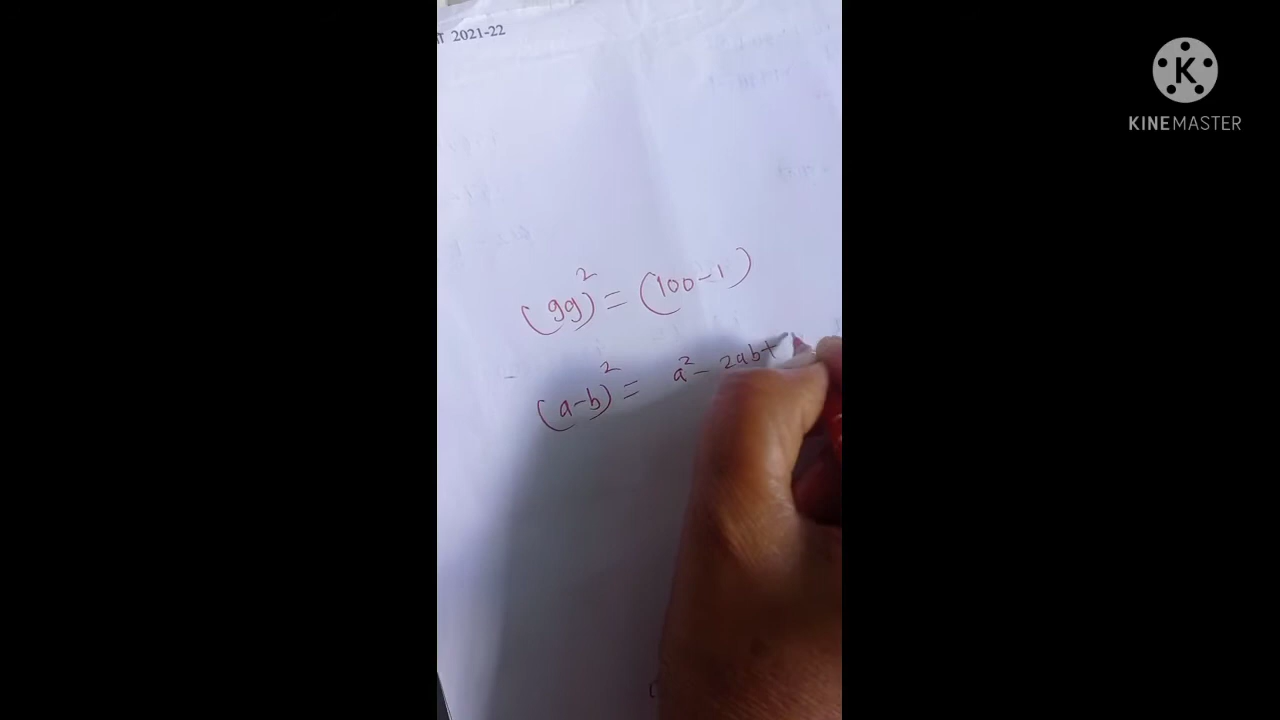 2021-22
KINEMASTER
(99)² = (100-1)
(a-b)² = a² - 2ab+